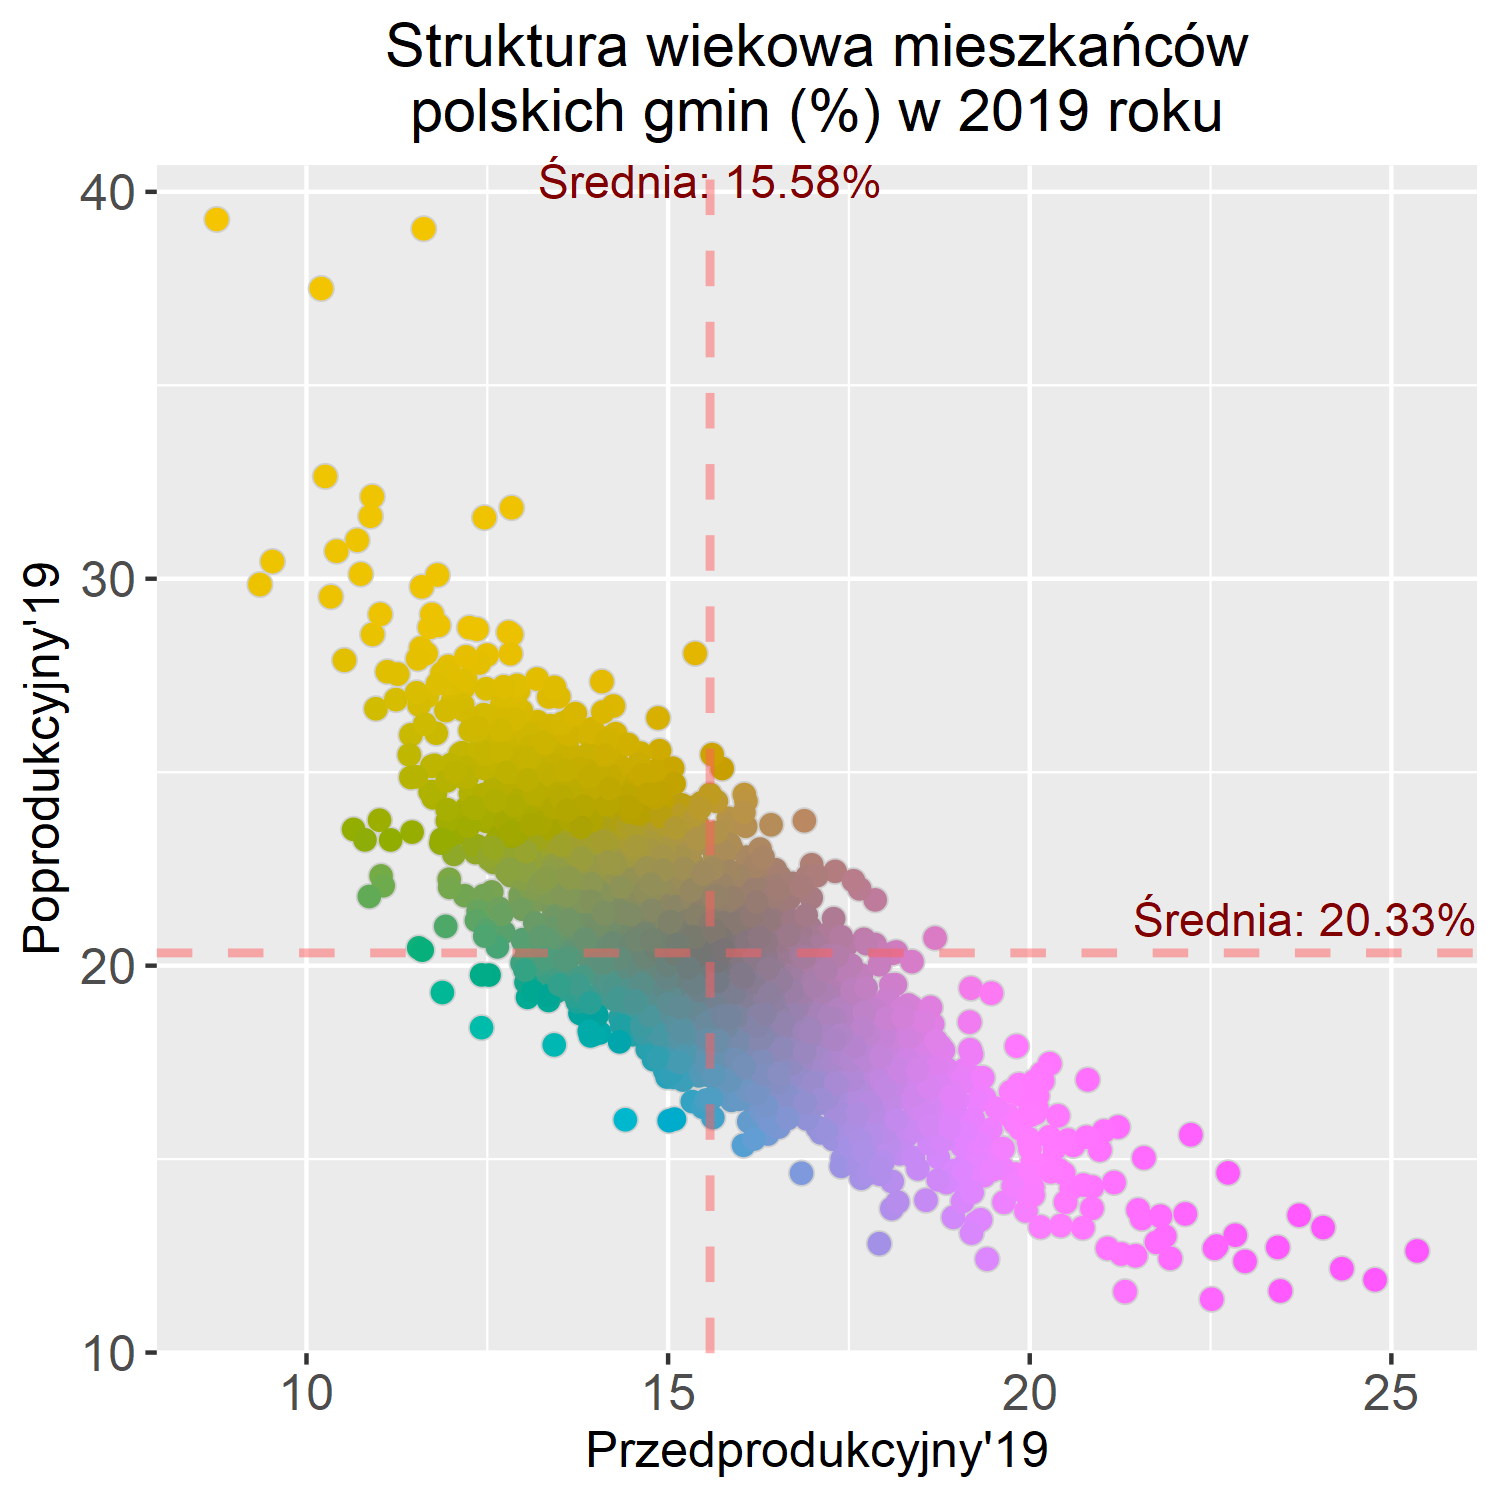 Struktura wiekowa mieszkańców
polskich gmin (%) w 2019 roku
Średnia: 15.58%
40
30
20
10
Poprodukcyjny'19
Średnia: 20.33%
10
15
20
25
Przedprodukcyjny'19